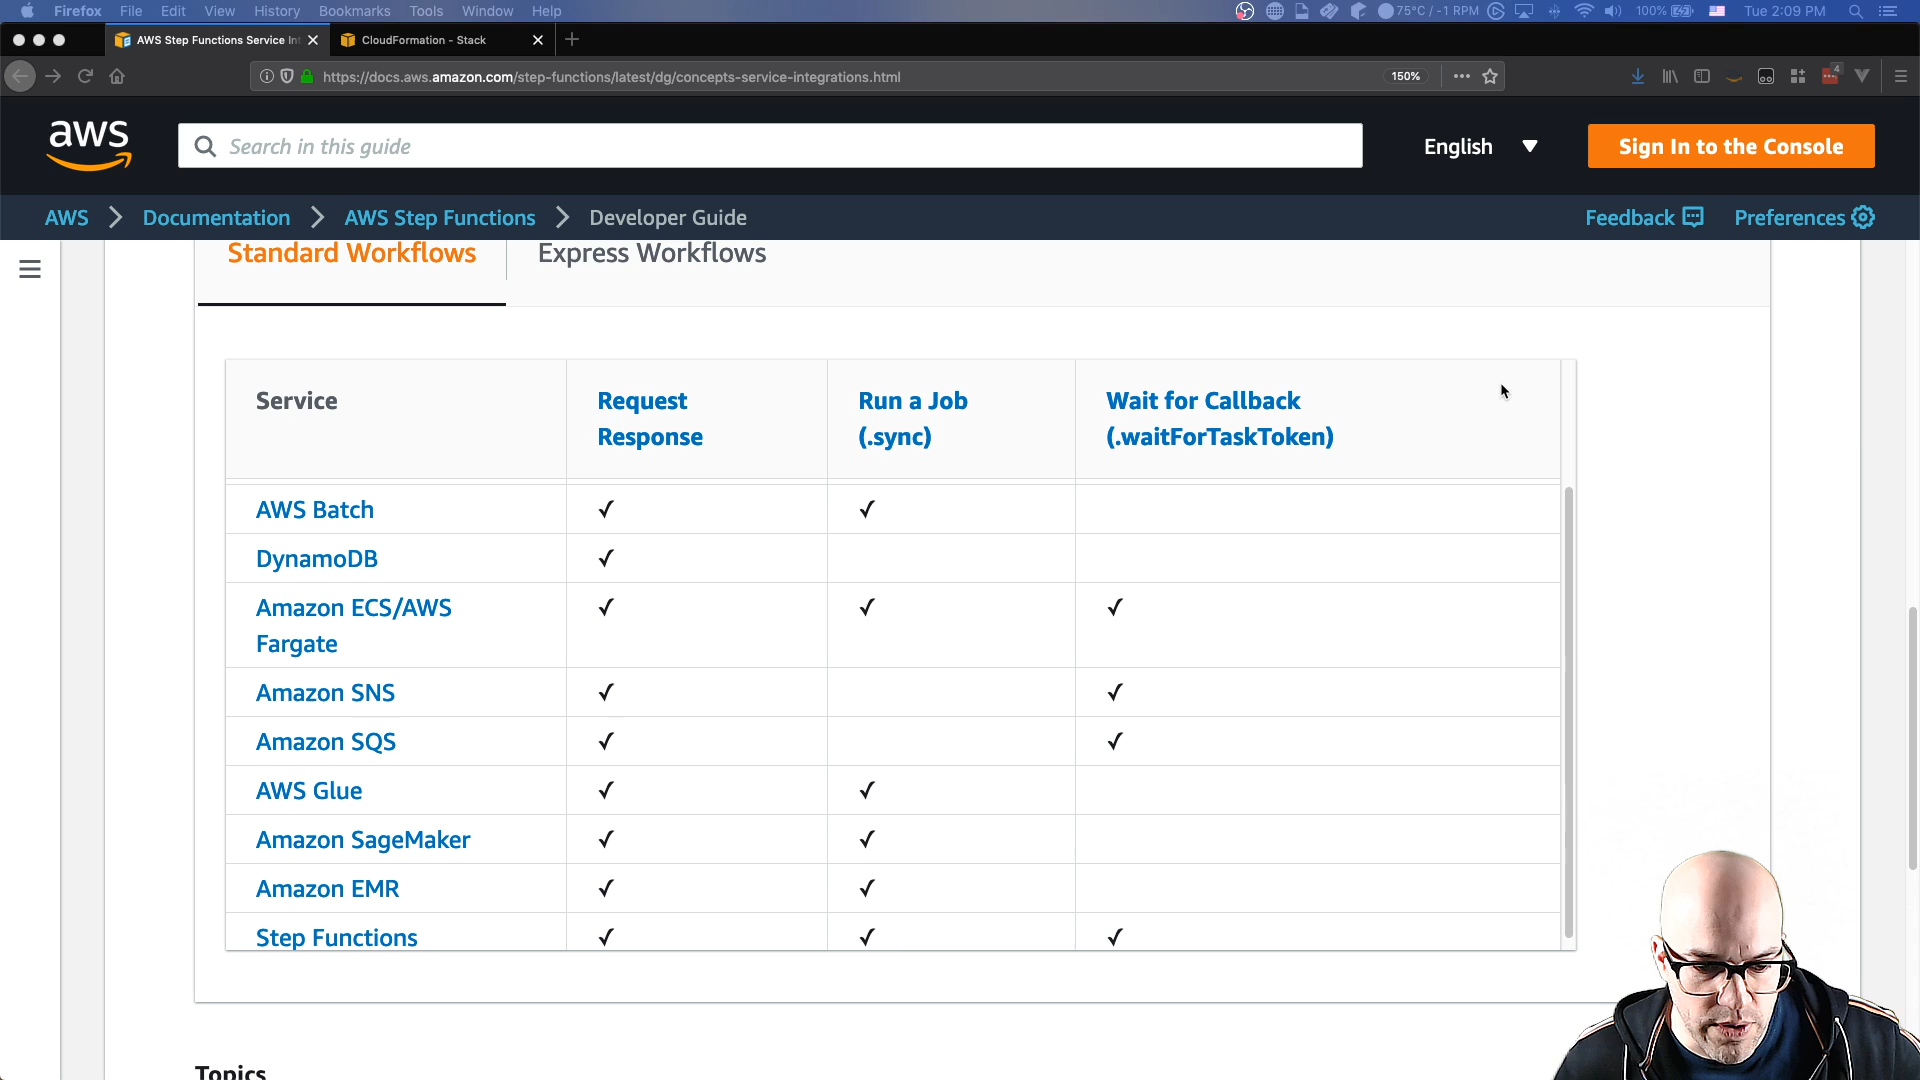 Firefox File Edit View History Bookmarks Tools Window Help 75°C / -1 RPM 100% Tue 2:09 PM
AWS Step Functions Service Int CloudFormation - Stack
https://docs.aws.amazon.com/step-functions/latest/dg/concepts-service-integrations.html 150% 4
aws Search in this guide English Sign In to the Console
AWS Documentation AWS Step Functions Developer Guide Feedback Preferences
Standard Workflows Express Workflows
Service Request Response Run a Job (.sync) Wait for Callback (.waitForTaskToken)
AWS Batch ✓ ✓
DynamoDB ✓
Amazon ECS/AWS Fargate ✓ ✓ ✓
Amazon SNS ✓ ✓
Amazon SQS ✓ ✓
AWS Glue ✓ ✓
Amazon SageMaker ✓ ✓
Amazon EMR ✓ ✓
Step Functions ✓ ✓ ✓
Topics